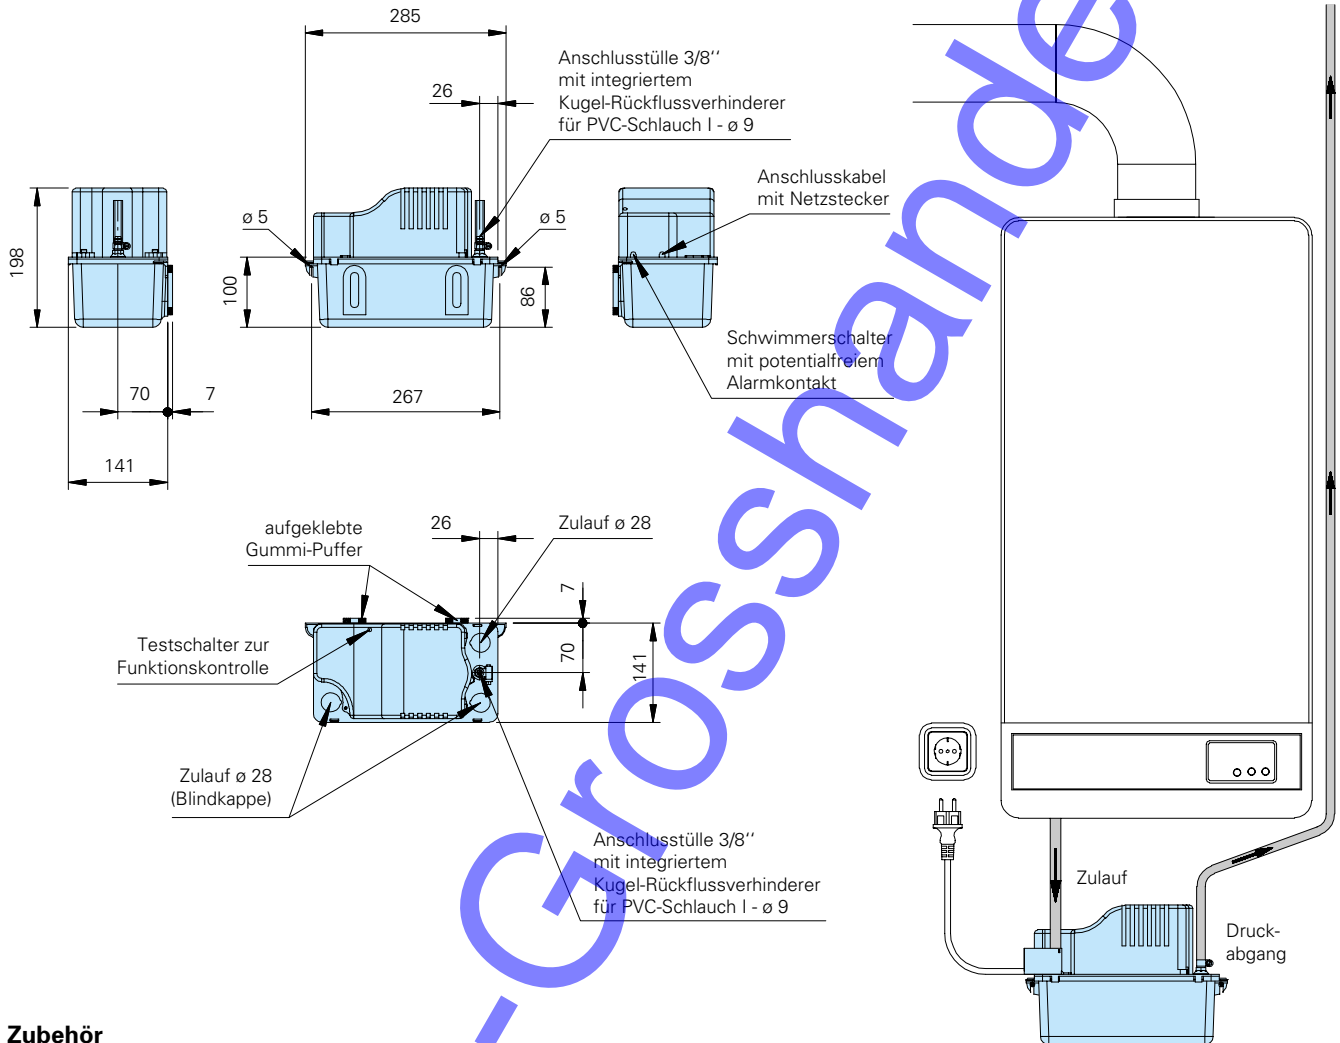 285
Anschlusstülle 3/8‘‘
mit integriertem
Kugel-Rückflussverhinderer
für PVC-Schlauch I - ø 9
26
Anschlusskabel
mit Netzstecker
ø 5
ø 5
198
100
86
Schwimmerschalter
mit potentialfreiem
Alarmkontakt
70
7
267
141
aufgeklebte
Gummi-Puffer
26
Zulauf ø 28
7
70
141
Testschalter zur
Funktionskontrolle
Zulauf ø 28
(Blindkappe)
Anschlusstülle 3/8‘‘
mit integriertem
Kugel-Rückflussverhinderer
für PVC-Schlauch I - ø 9
Zulauf
Druck-
abgang
Zubehör
-Grosshande